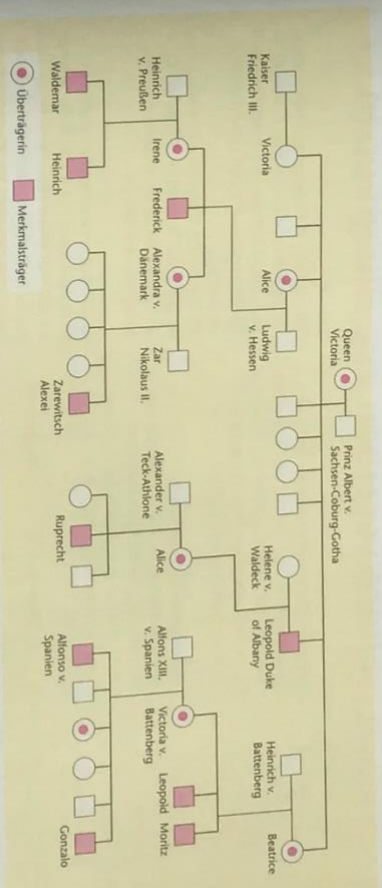 Queen
Victoria
Prinz Albert v.
Sachsen-Coburg-Gotha
Kaiser
Friedrich III.
Victoria
Alice
Ludwig
v. Hessen
Helene v.
Waldeck
Leopold Duke
of Albany
Heinrich v.
Battenberg
Beatrice
Heinrich
v. Preußen
Irene
Frederick
Alexandra v.
Dänemark
Zar
Nikolaus II.
Alexander v.
Teck-Athlone
Alice
Alfons XIII.
v. Spanien
Victoria v.
Battenberg
Leopold
Moritz
Waldemar
Heinrich
Zarewitsch
Alexei
Ruprecht
Alfonso v.
Spanien
Gonzalo
Überträgerin
Merkmalsträger